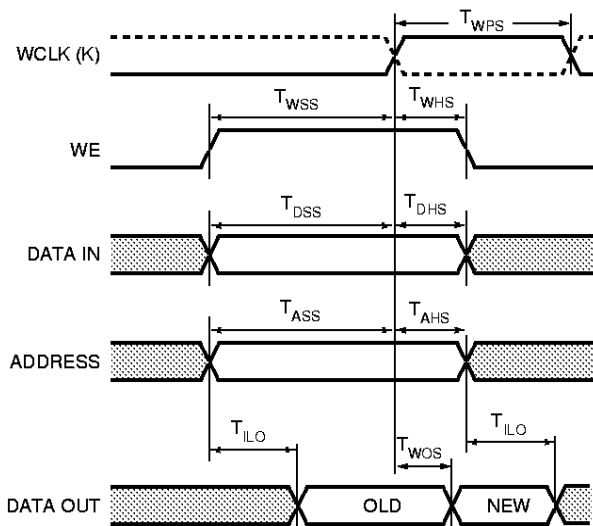 T_WPS
WCLK (K)
T_WSS T_WHS
WE
T_DSS T_DHS
DATA IN
T_ASS T_AHS
ADDRESS
T_ILO T_WOS T_ILO
DATA OUT OLD NEW